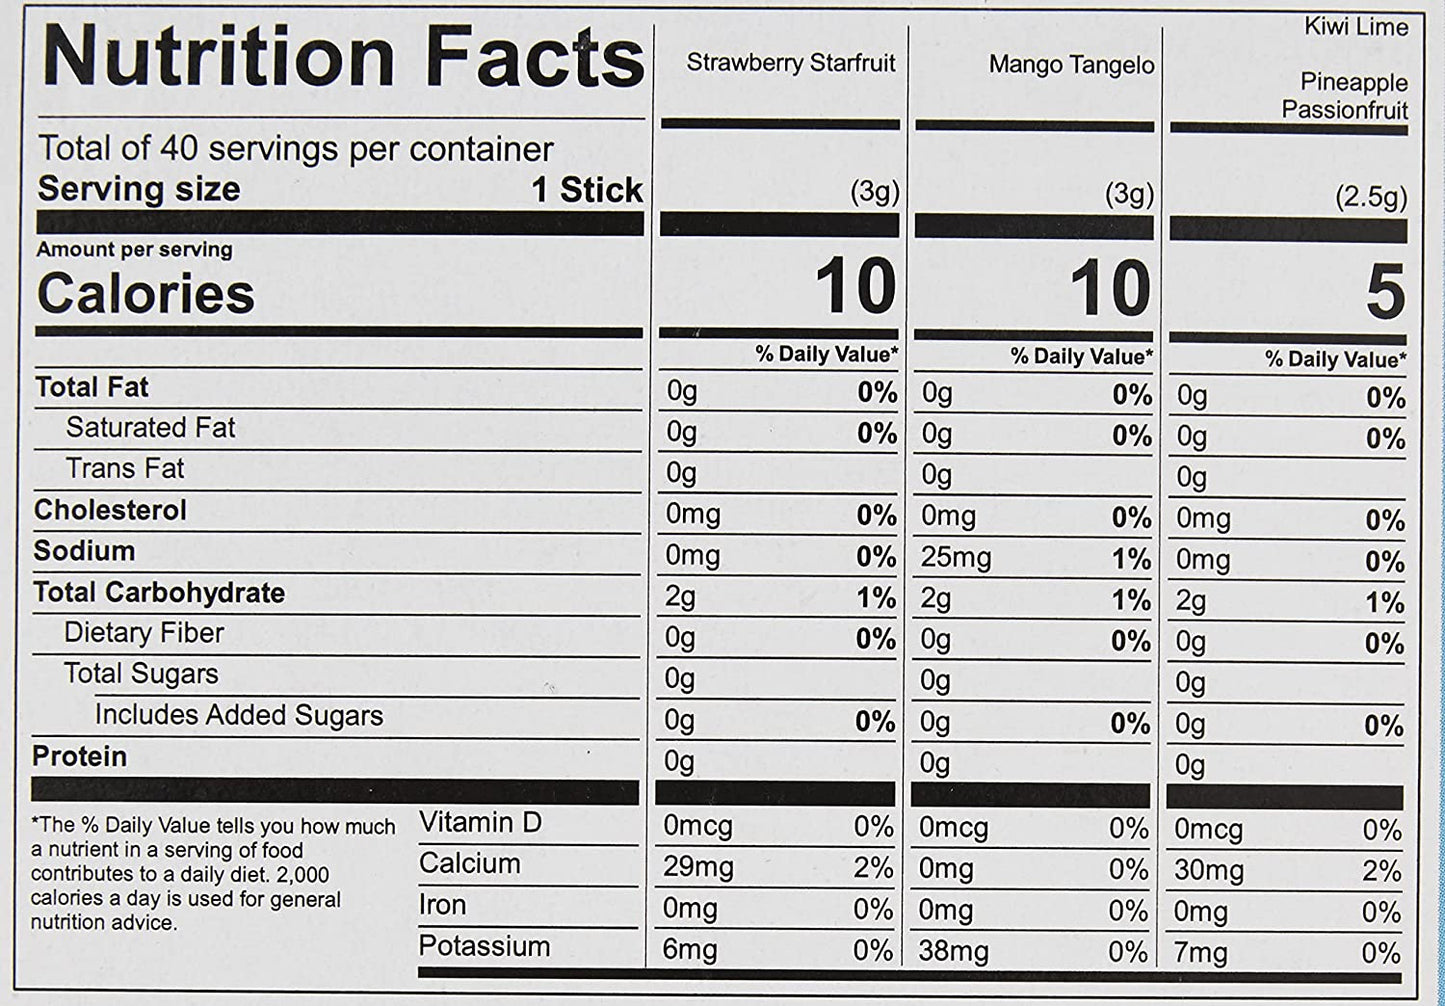 Nutrition Facts Strawberry Starfruit Mango Tangelo Kiwi Lime
Pineapple
Passionfruit
Total of 40 servings per container
Serving size 1 Stick (3g) (3g) (2.5g)
Amount per serving
Calories 10 10 5
% Daily Value* % Daily Value* % Daily Value*
Total Fat 0g 0% 0g 0% 0g 0%
Saturated Fat 0g 0% 0g 0% 0g 0%
Trans Fat 0g 0g 0g
Cholesterol 0mg 0% 0mg 0% 0mg 0%
Sodium 0mg 0% 25mg 1% 0mg 0%
Total Carbohydrate 2g 1% 2g 1% 2g 1%
Dietary Fiber 0g 0% 0g 0% 0g 0%
Total Sugars 0g 0g 0g
Includes Added Sugars 0g 0% 0g 0% 0g 0%
Protein 0g 0g 0g
*The % Daily Value tells you how much
a nutrient in a serving of food
contributes to a daily diet. 2,000
calories a day is used for general
nutrition advice.
Vitamin D 0mcg 0% 0mcg 0% 0mcg 0%
Calcium 29mg 2% 0mg 0% 30mg 2%
Iron 0mg 0% 0mg 0% 0mg 0%
Potassium 6mg 0% 38mg 0% 7mg 0%